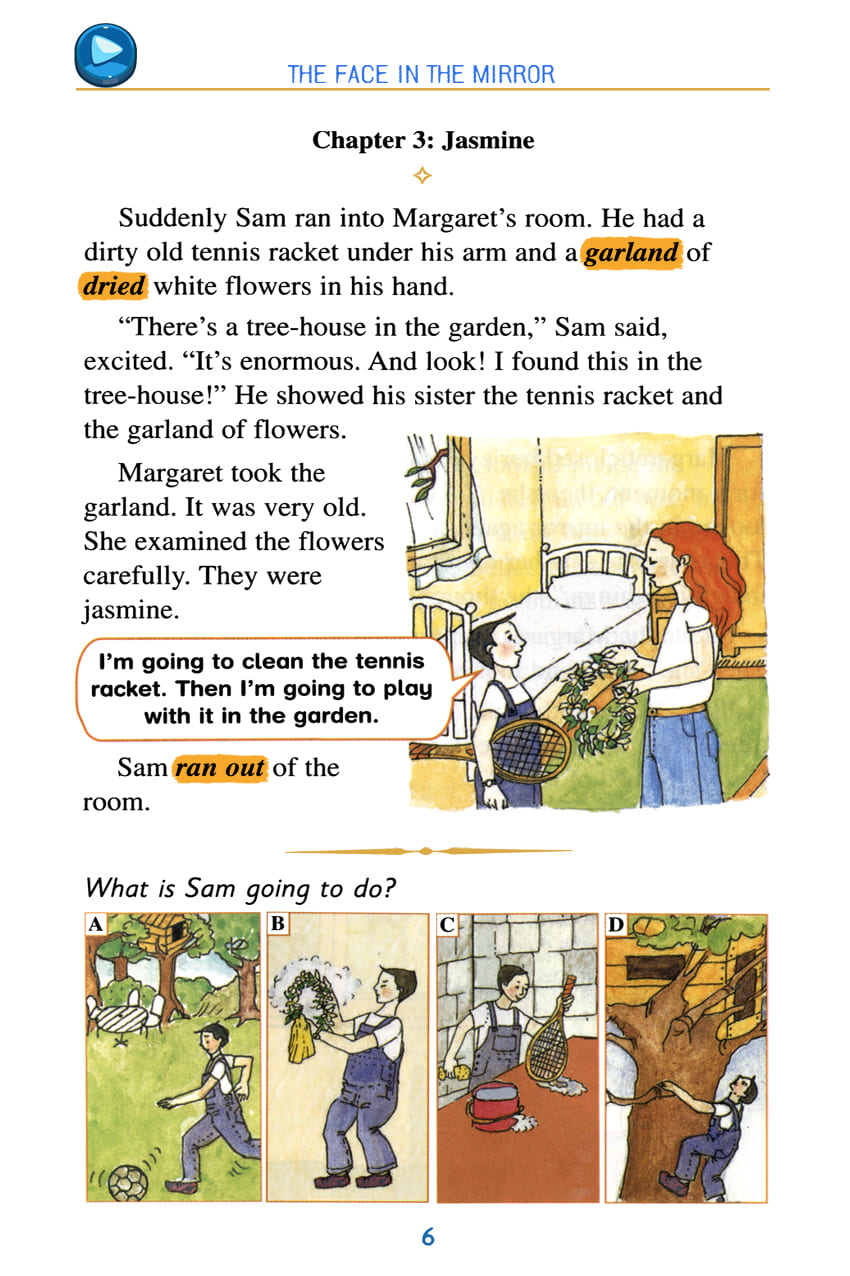 THE FACE IN THE MIRROR
Chapter 3: Jasmine
Suddenly Sam ran into Margaret’s room. He had a
dirty old tennis racket under his arm and a garland of
dried white flowers in his hand.
“There’s a tree-house in the garden,” Sam said,
excited. “It’s enormous. And look! I found this in the
tree-house!” He showed his sister the tennis racket and
the garland of flowers.
Margaret took the
garland. It was very old.
She examined the flowers
carefully. They were
jasmine.
I’m going to clean the tennis
racket. Then I’m going to play
with it in the garden.
Sam ran out of the
room.
What is Sam going to do?
A
B
C
D
6